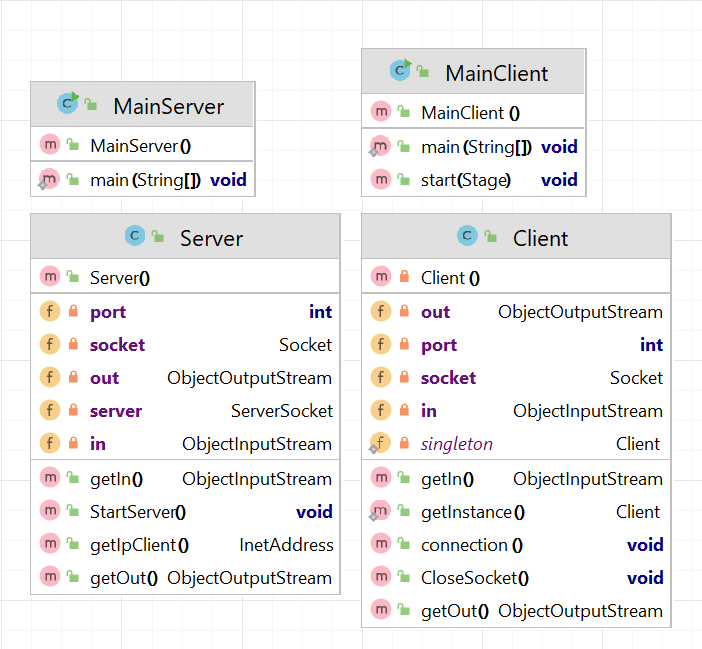 MainServer
MainServer()
main(String[]) void
MainClient
MainClient ()
main(String[]) void
start(Stage) void
Server
Server()
port int
socket Socket
out ObjectOutputStream
server ServerSocket
in ObjectInputStream
getIn() ObjectInputStream
StartServer() void
getIpClient() InetAddress
getOut() ObjectOutputStream
Client
Client ()
out ObjectOutputStream
port int
socket Socket
in ObjectInputStream
singleton Client
getIn() ObjectInputStream
getInstance() Client
connection () void
CloseSocket() void
getOut() ObjectOutputStream